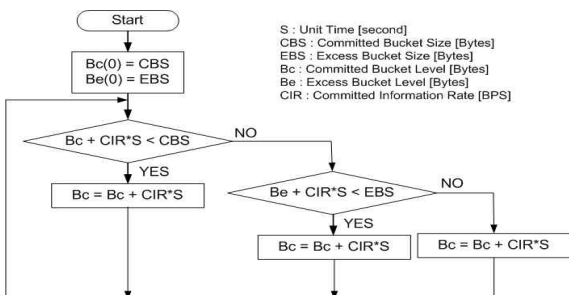 Start
S : Unit Time [second]
CBS : Committed Bucket Size [Bytes]
EBS : Excess Bucket Size [Bytes]
Bc : Committed Bucket Level [Bytes]
Be : Excess Bucket Level [Bytes]
CIR : Committed Information Rate [BPS]
Bc(0) = CBS
Be(0) = EBS
Bc + CIR*S < CBS
NO
YES
Bc = Bc + CIR*S
Be + CIR*S < EBS
NO
YES
Bc = Bc + CIR*S
Bc = Bc + CIR*S